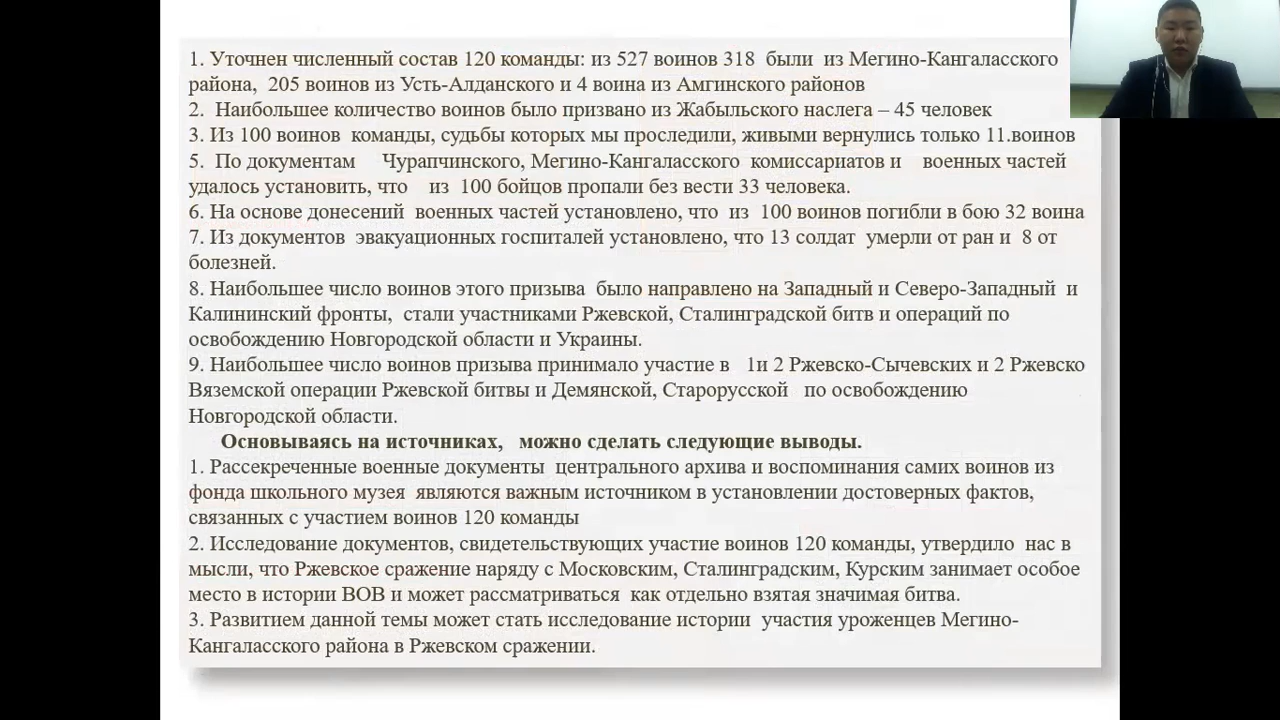 1. Уточнен численный состав 120 команды: из 527 воинов 318 были из Мегино-Кангаласского
района, 205 воинов из Усть-Алданского и 4 воина из Амгинского районов
2. Наибольшее количество воинов было призвано из Жабыльского наслега – 45 человек
3. Из 100 воинов команды, судьбы которых мы проследили, живыми вернулись только 11.воинов
5. По документам Чурапчинского, Мегино-Кангаласского комиссариатов и военных частей
удалось установить, что из 100 бойцов пропали без вести 33 человека.
6. На основе донесений военных частей установлено, что из 100 воинов погибли в бою 32 воина
7. Из документов эвакуационных госпиталей установлено, что 13 солдат умерли от ран и 8 от
болезней.
8. Наибольшее число воинов этого призыва было направлено на Западный и Северо-Западный и
Калининский фронты, стали участниками Ржевской, Сталинградской битв и операций по
освобождению Новгородской области и Украины.
9. Наибольшее число воинов призыва принимало участие в 1и 2 Ржевско-Сычевских и 2 Ржевско
Вяземской операции Ржевской битвы и Демянской, Старорусской по освобождению
Новгородской области.
Основываясь на источниках, можно сделать следующие выводы.
1. Рассекреченные военные документы центрального архива и воспоминания самих воинов из
фонда школьного музея являются важным источником в установлении достоверных фактов,
связанных с участием воинов 120 команды
2. Исследование документов, свидетельствующих участие воинов 120 команды, утвердило нас в
мысли, что Ржевское сражение наряду с Московским, Сталинградским, Курским занимает особое
место в истории ВОВ и может рассматриваться как отдельно взятая значимая битва.
3. Развитием данной темы может стать исследование истории участия уроженцев Мегино-
Кангаласского района в Ржевском сражении.